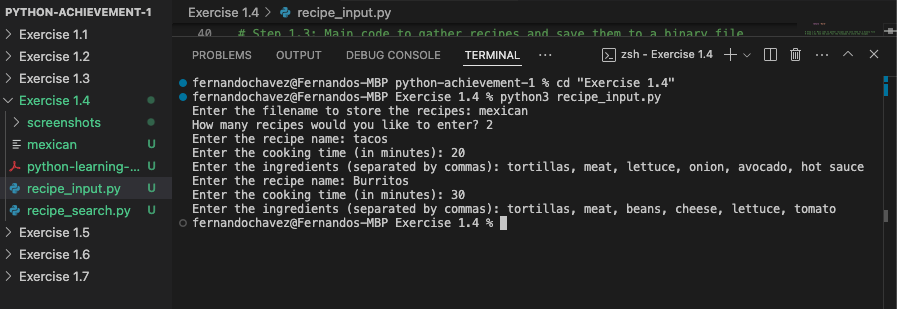 PYTHON-ACHIEVEMENT-1
Exercise 1.1
Exercise 1.2
Exercise 1.3
Exercise 1.4
screenshots
mexican U
python-learning-... U
recipe_input.py U
recipe_search.py U
Exercise 1.5
Exercise 1.6
Exercise 1.7
Exercise 1.4 > recipe_input.py
40 # Step 1.3: Main code to gather recipes and save them to a binary file
PROBLEMS OUTPUT DEBUG CONSOLE TERMINAL ... zsh - Exercise 1.4
fernandochavez@Fernandos-MBP python-achievement-1 % cd "Exercise 1.4"
fernandochavez@Fernandos-MBP Exercise 1.4 % python3 recipe_input.py
Enter the filename to store the recipes: mexican
How many recipes would you like to enter? 2
Enter the recipe name: tacos
Enter the cooking time (in minutes): 20
Enter the ingredients (separated by commas): tortillas, meat, lettuce, onion, avocado, hot sauce
Enter the recipe name: Burritos
Enter the cooking time (in minutes): 30
Enter the ingredients (separated by commas): tortillas, meat, beans, cheese, lettuce, tomato
fernandochavez@Fernandos-MBP Exercise 1.4 %